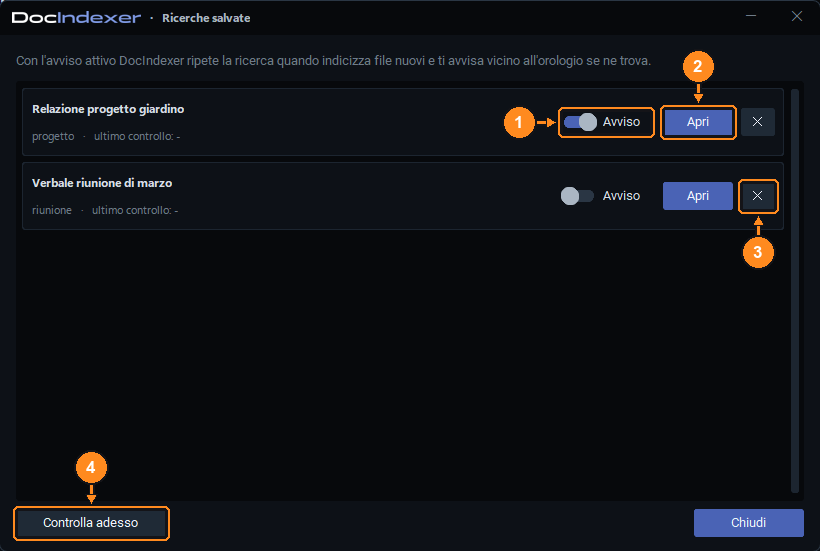 DocIndexer · Ricerche salvate
Con l'avviso attivo DocIndexer ripete la ricerca quando indicizza file nuovi e ti avvisa vicino all'orologio se ne trova.
2
Relazione progetto giardino
1
Avviso
Apri
progetto · ultimo controllo: -
Verbale riunione di marzo
Avviso
Apri
riunione · ultimo controllo: -
3
4
Controlla adesso
Chiudi